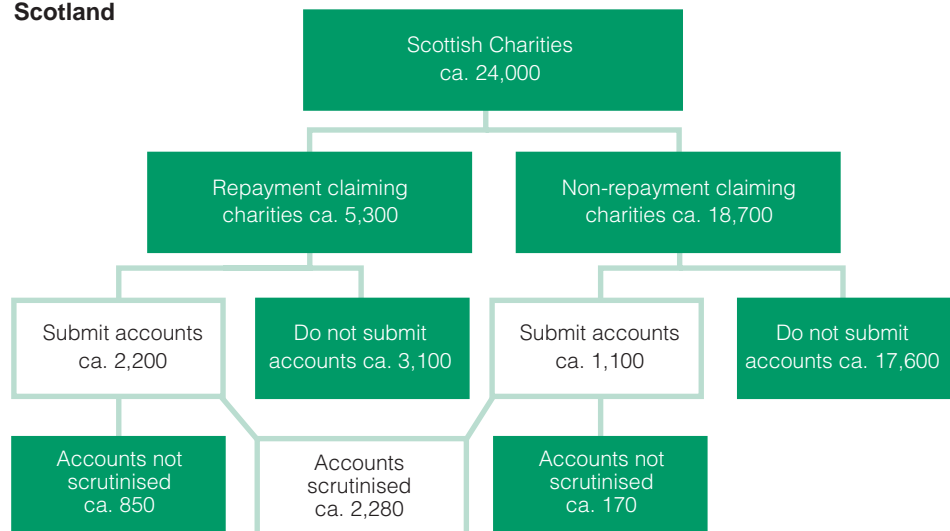 Scotland
Scottish Charities
ca. 24,000
Repayment claiming
charities ca. 5,300
Non-repayment claiming
charities ca. 18,700
Submit accounts
ca. 2,200
Do not submit
accounts ca. 3,100
Submit accounts
ca. 1,100
Do not submit
accounts ca. 17,600
Accounts not
scrutinised
ca. 850
Accounts
scrutinised
ca. 2,280
Accounts not
scrutinised
ca. 170